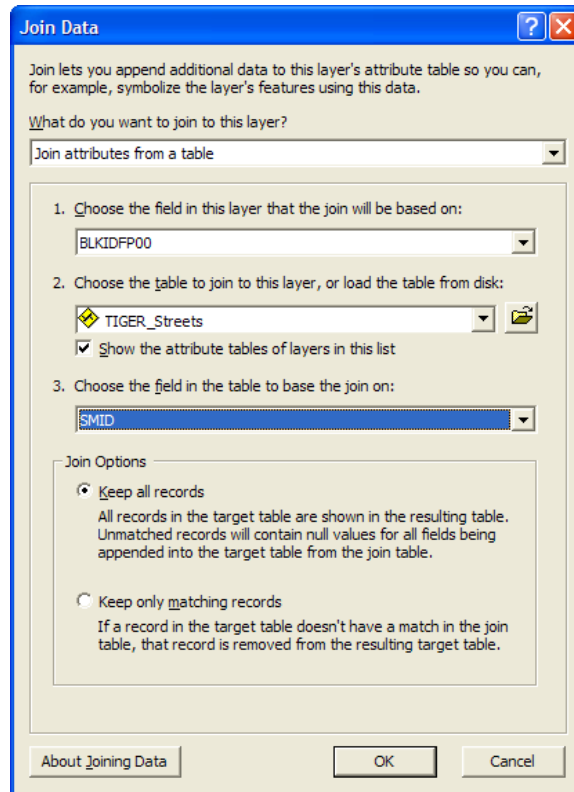 Join Data
Join lets you append additional data to this layer's attribute table so you can,
for example, symbolize the layer's features using this data.
What do you want to join to this layer?
Join attributes from a table
1. Choose the field in this layer that the join will be based on:
BLKIDFP00
2. Choose the table to join to this layer, or load the table from disk:
TIGER_Streets
Show the attribute tables of layers in this list
3. Choose the field in the table to base the join on:
SMID
Join Options
Keep all records
All records in the target table are shown in the resulting table.
Unmatched records will contain null values for all fields being
appended into the target table from the join table.
Keep only matching records
If a record in the target table doesn't have a match in the join
table, that record is removed from the resulting target table.
About Joining Data
OK
Cancel